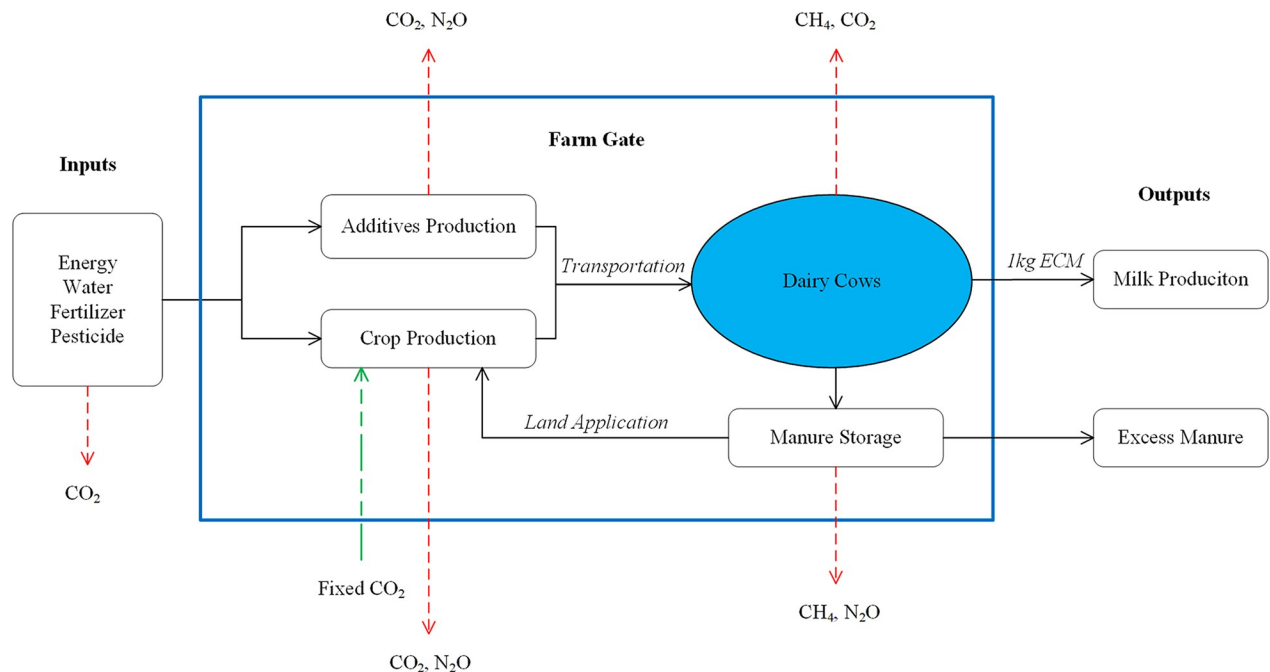 CO₂, N₂O
CH₄, CO₂
Farm Gate
Inputs
Outputs
Energy
Water
Fertilizer
Pesticide
Additives Production
Transportation
Dairy Cows
1kg ECM
Milk Produciton
Crop Production
Land Application
Manure Storage
Excess Manure
CO₂
Fixed CO₂
CH₄, N₂O
CO₂, N₂O